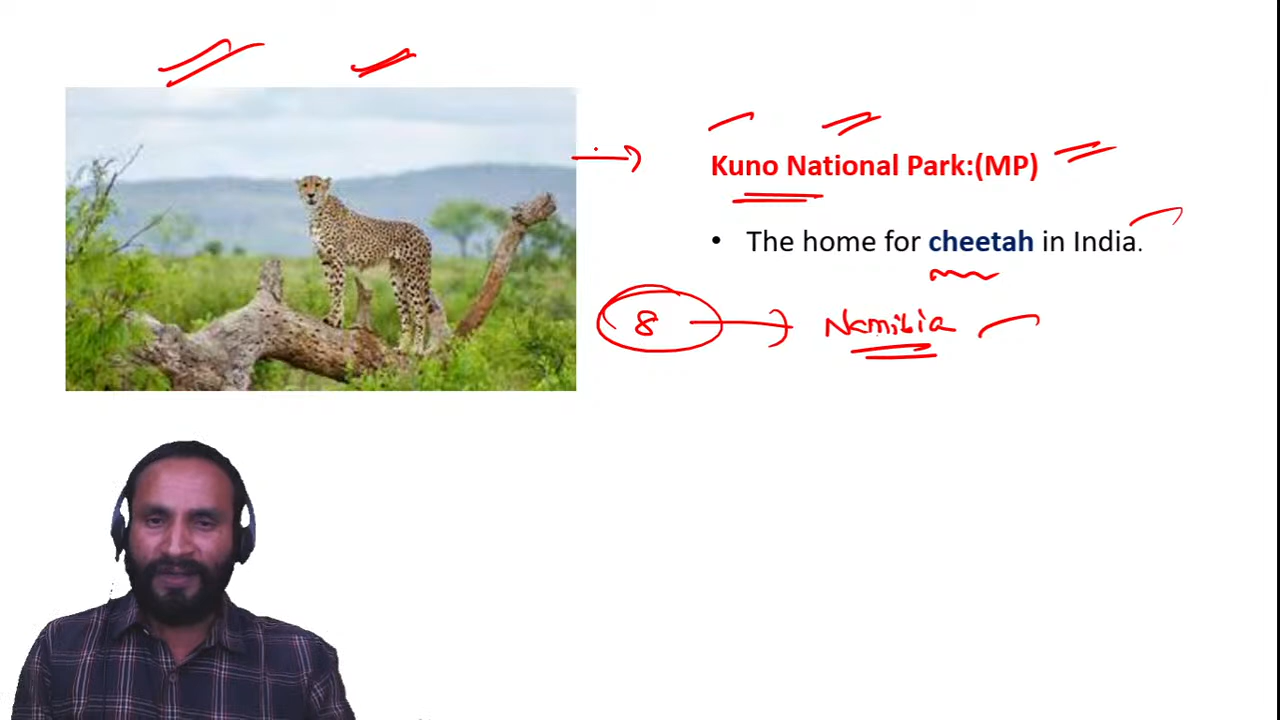 Kuno National Park:(MP)
• The home for cheetah in India.
8 → Namibia